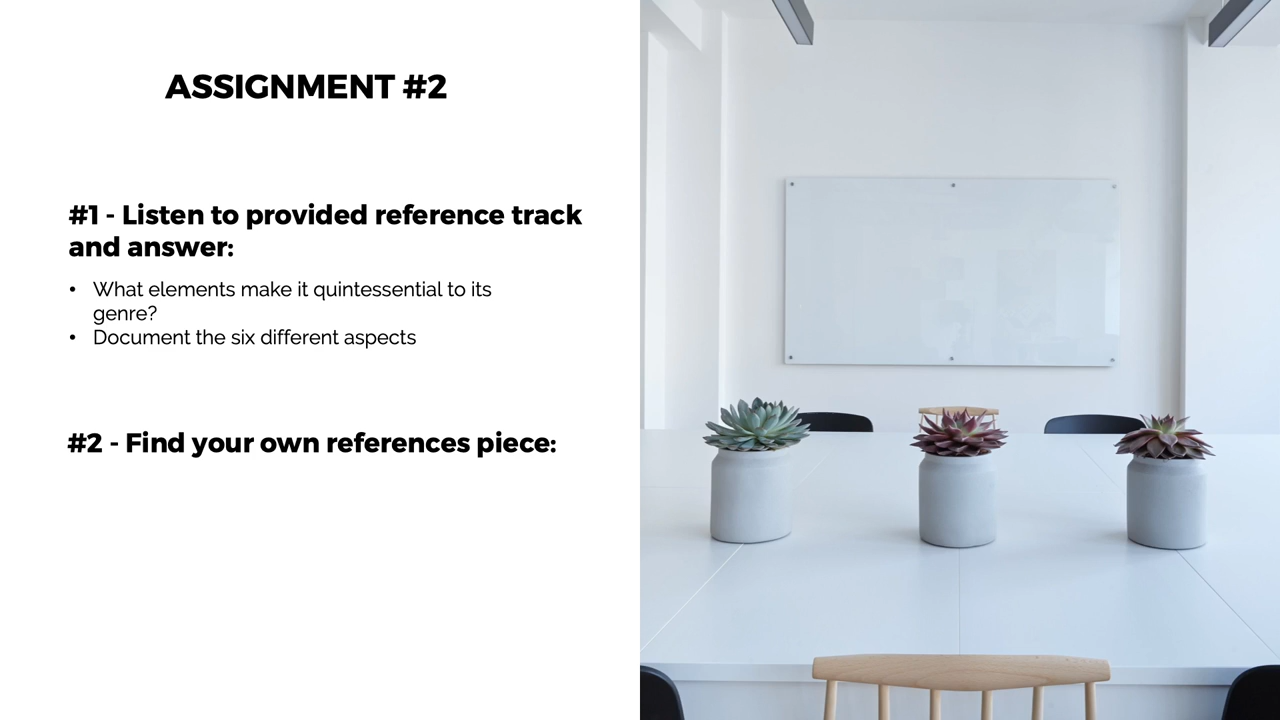 ASSIGNMENT #2
#1 - Listen to provided reference track
and answer:
• What elements make it quintessential to its
genre?
• Document the six different aspects
#2 - Find your own references piece: